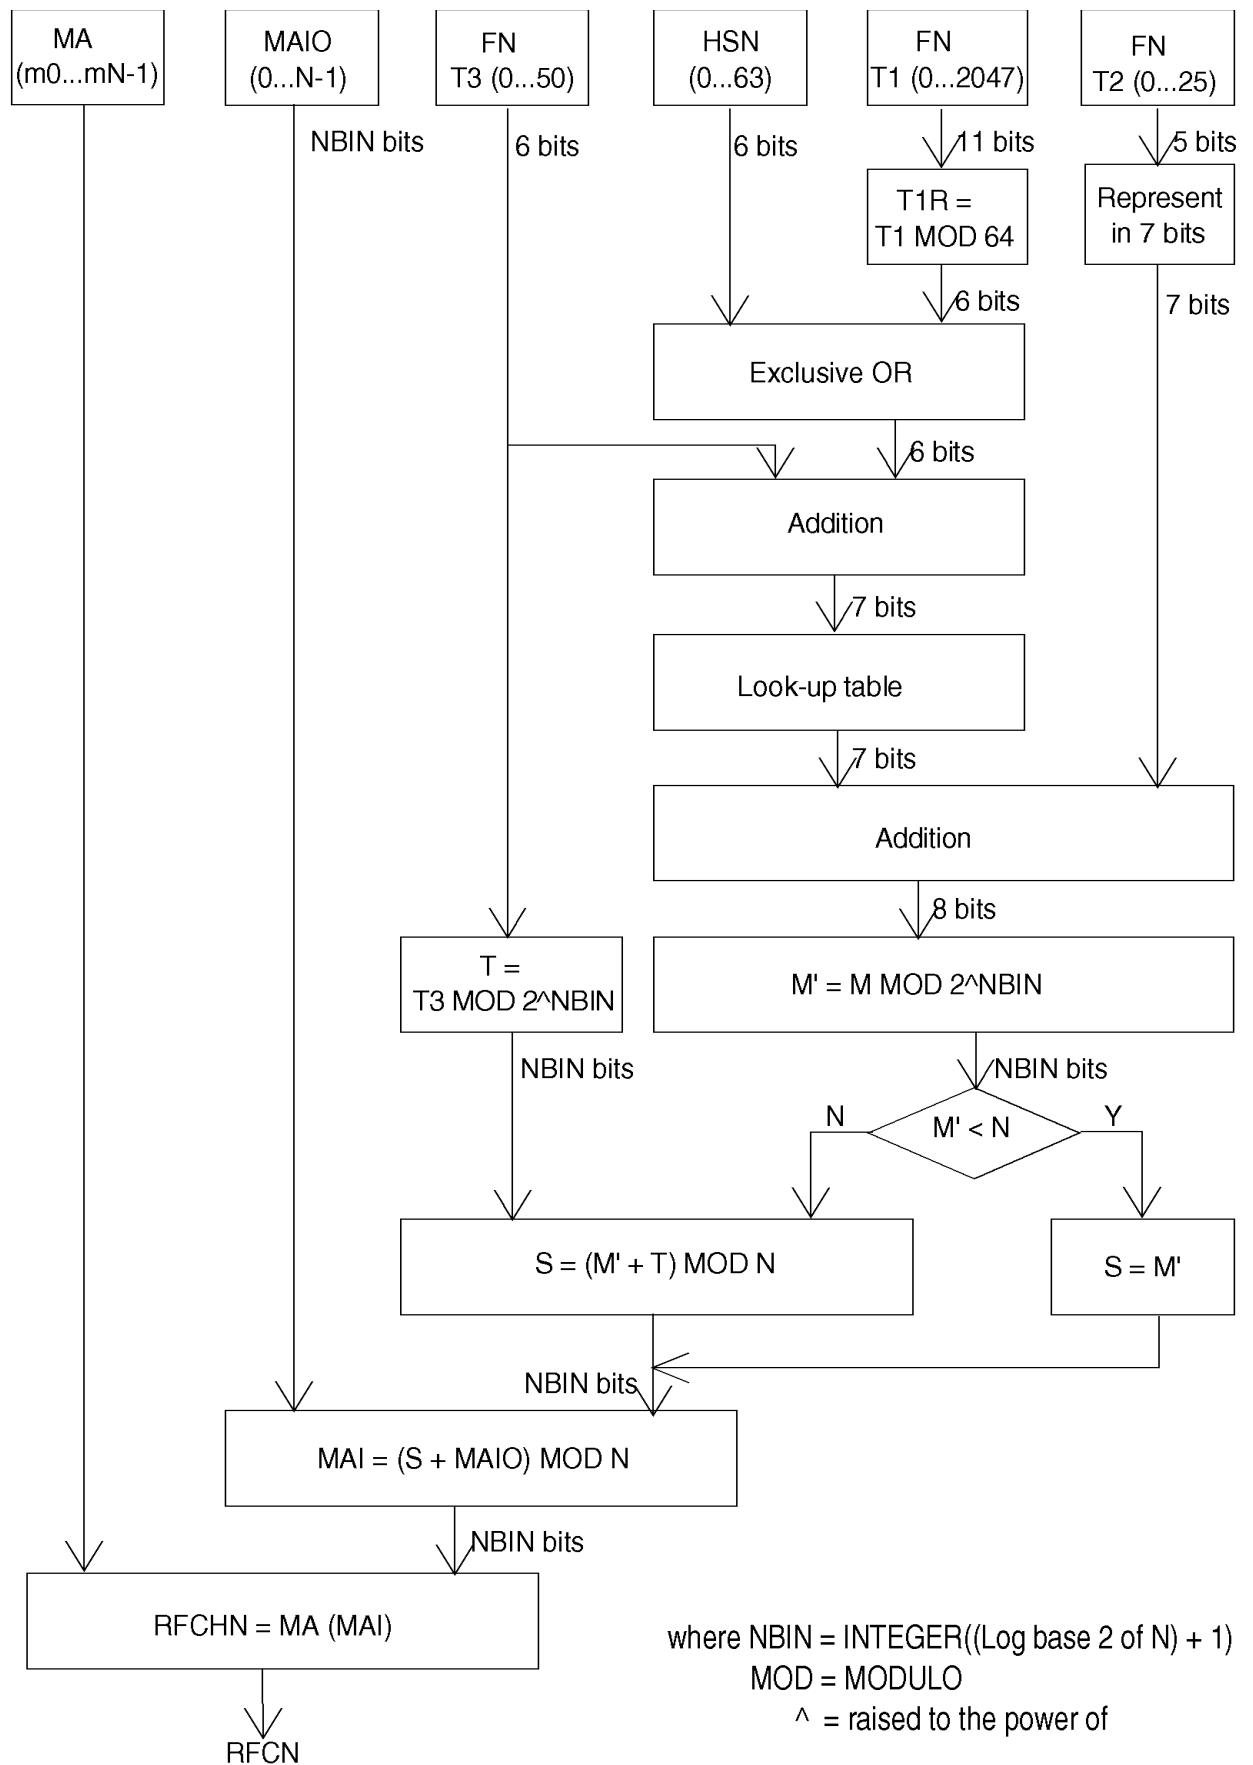 MA
(m0...mN-1)
MAIO
(0...N-1)
FN
T3 (0...50)
HSN
(0...63)
FN
T1 (0...2047)
FN
T2 (0...25)
NBIN bits
6 bits
6 bits
11 bits
5 bits
T1R =
T1 MOD 64
Represent
in 7 bits
6 bits
7 bits
Exclusive OR
6 bits
Addition
7 bits
Look-up table
7 bits
Addition
8 bits
T =
T3 MOD 2^NBIN
M' = M MOD 2^NBIN
NBIN bits
NBIN bits
N
M' < N
Y
S = (M' + T) MOD N
S = M'
NBIN bits
MAI = (S + MAIO) MOD N
NBIN bits
RFCHN = MA (MAI)
RFCN
where NBIN = INTEGER((Log base 2 of N) + 1)
MOD = MODULO
^ = raised to the power of